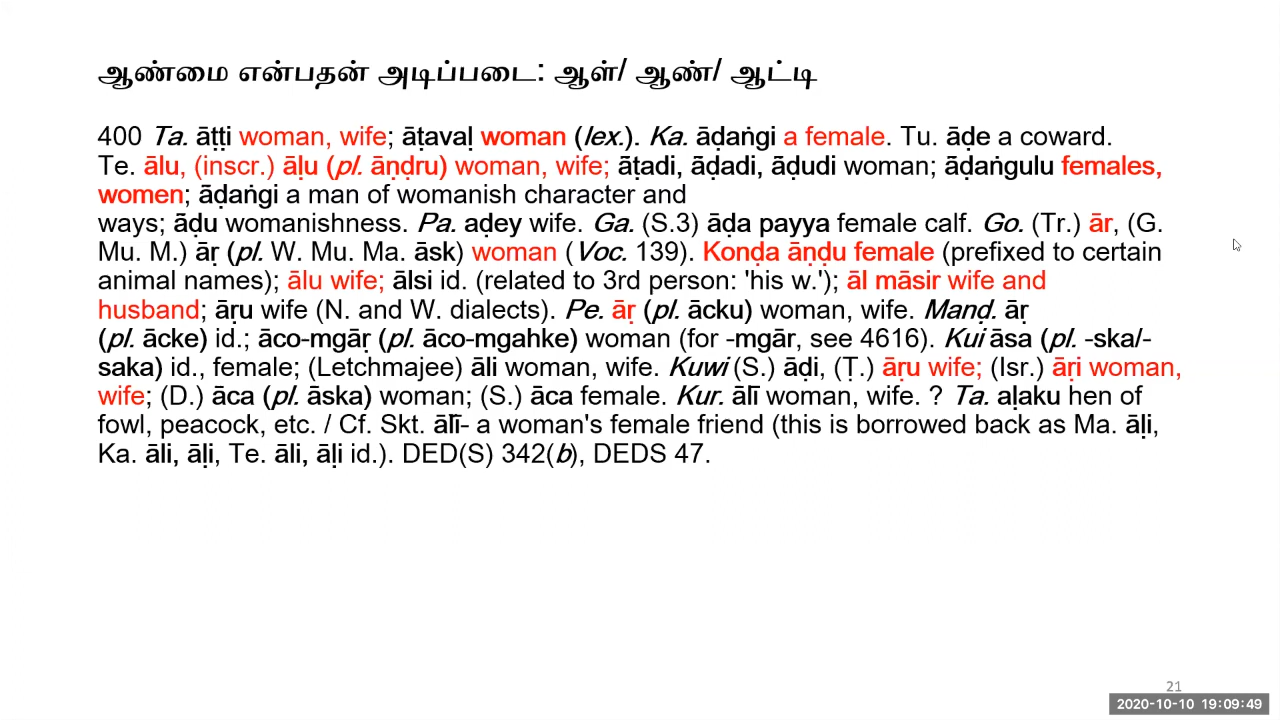 ஆண்மை என்பதன் அடிப்படை: ஆள்/ ஆண்/ ஆட்டி
400 Ta. āṭṭi woman, wife; āṭavaḷ woman (lex.). Ka. āḍaṅgi a female. Tu. āḍe a coward.
Te. ālu, (inscr.) āḷu (pl. āṇḍru) woman, wife; āṭadi, āḍadi, āḍudi woman; āḍaṅgulu females,
women; āḍaṅgi a man of womanish character and
ways; āḍu womanishness. Pa. aḍey wife. Ga. (S.3) āḍa payya female calf. Go. (Tr.) ār, (G.
Mu. M.) āṛ (pl. W. Mu. Ma. āsk) woman (Voc. 139). Konḍa āṇḍu female (prefixed to certain
animal names); ālu wife; ālsi id. (related to 3rd person: 'his w.'); āl māsir wife and
husband; āṛu wife (N. and W. dialects). Pe. āṛ (pl. ācku) woman, wife. Manḍ. āṛ
(pl. ācke) id.; āco-mgāṛ (pl. āco-mgahke) woman (for -mgāṛ, see 4616). Kui āsa (pl. -ska/-
saka) id., female; (Letchmajee) āli woman, wife. Kuwi (S.) āḍi, (Ṭ.) āṛu wife; (Isr.) āṛi woman,
wife; (D.) āca (pl. āska) woman; (S.) āca female. Kur. ālī woman, wife. ? Ta. aḷaku hen of
fowl, peacock, etc. / Cf. Skt. ālī- a woman's female friend (this is borrowed back as Ma. āḷi,
Ka. āli, āḷi, Te. āli, āḷi id.). DED(S) 342(b), DEDS 47.
21
2020-10-10 19:09:49